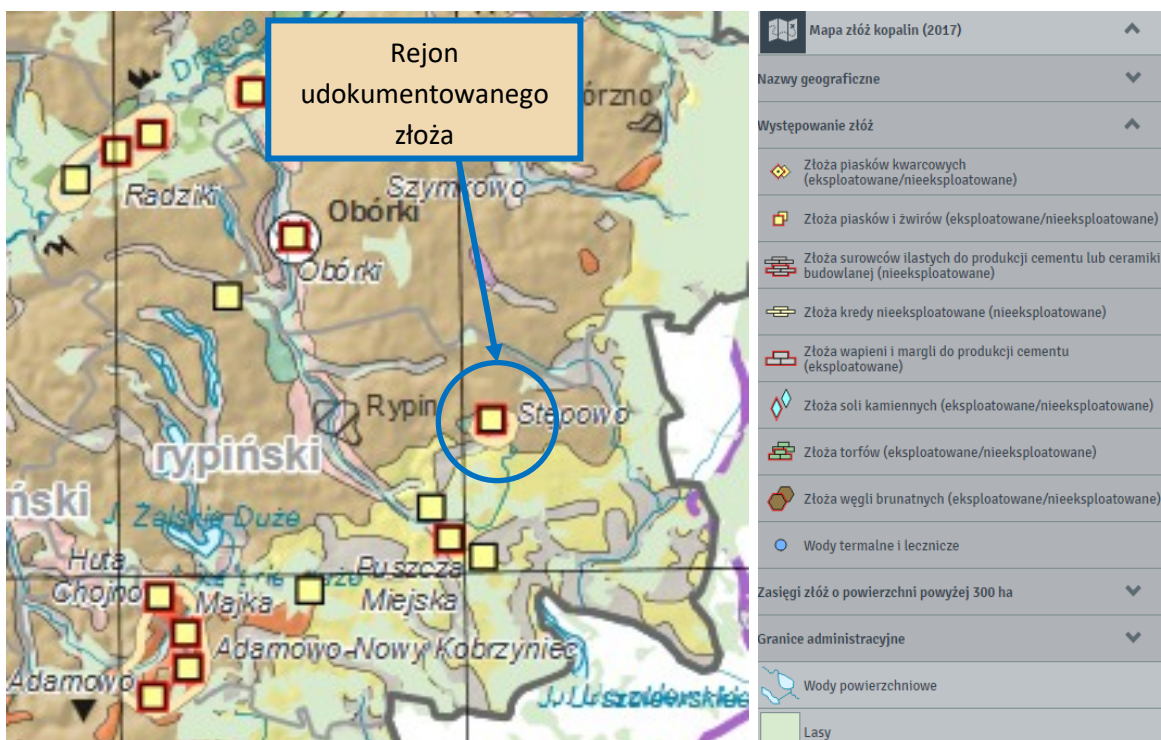 Rejon
udokumentowanego
złoża
Drwęca
órzno
Radziki
Szymkowo
Obórki
Obórki
Rypin
Stępowo
rypiński
ński
J. Żalskie Duże
Huta
Chojno
Majka
Puszcza
Miejska
Adamowo-Nowy Kobrzyniec
Adamowo
Mapa złóż kopalin (2017)
Nazwy geograficzne
Występowanie złóż
Złoża piasków kwarcowych
(eksploatowane/nieeksploatowane)
Złoża piasków i żwirów (eksploatowane/nieeksploatowane)
Złoża surowców ilastych do produkcji cementu lub ceramiki
budowlanej (nieeksploatowane)
Złoża kredy nieeksploatowane (nieeksploatowane)
Złoża wapieni i margli do produkcji cementu
(eksploatowane)
Złoża soli kamiennych (eksploatowane/nieeksploatowane)
Złoża torfów (eksploatowane/nieeksploatowane)
Złoża węgli brunatnych (eksploatowane/nieeksploatowane)
Wody termalne i lecznicze
Zasięgi złóż o powierzchni powyżej 300 ha
Granice administracyjne
Wody powierzchniowe
Lasy